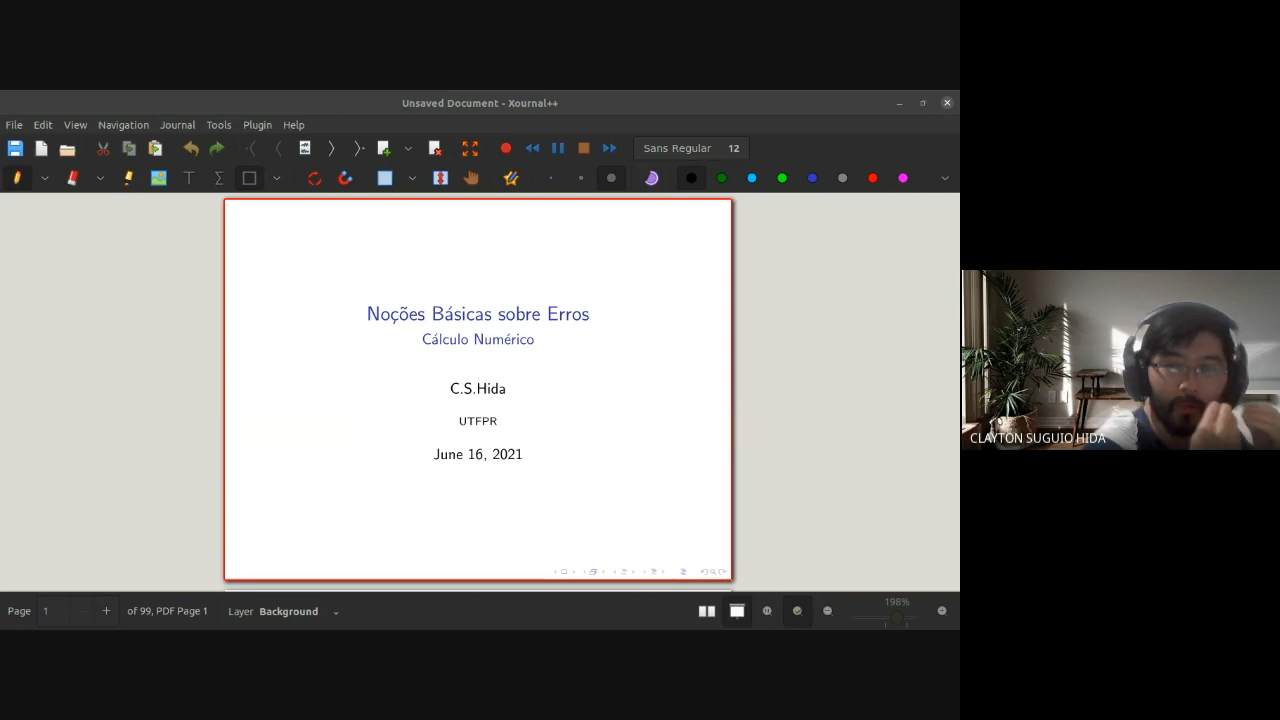 Unsaved Document - Xournal++
File Edit View Navigation Journal Tools Plugin Help
Sans Regular 12
Noções Básicas sobre Erros
Cálculo Numérico
C.S.Hida
UTFPR
June 16, 2021
CLAYTON SUGUIO HIDA
Page 1 of 99, PDF Page 1 Layer Background 198%